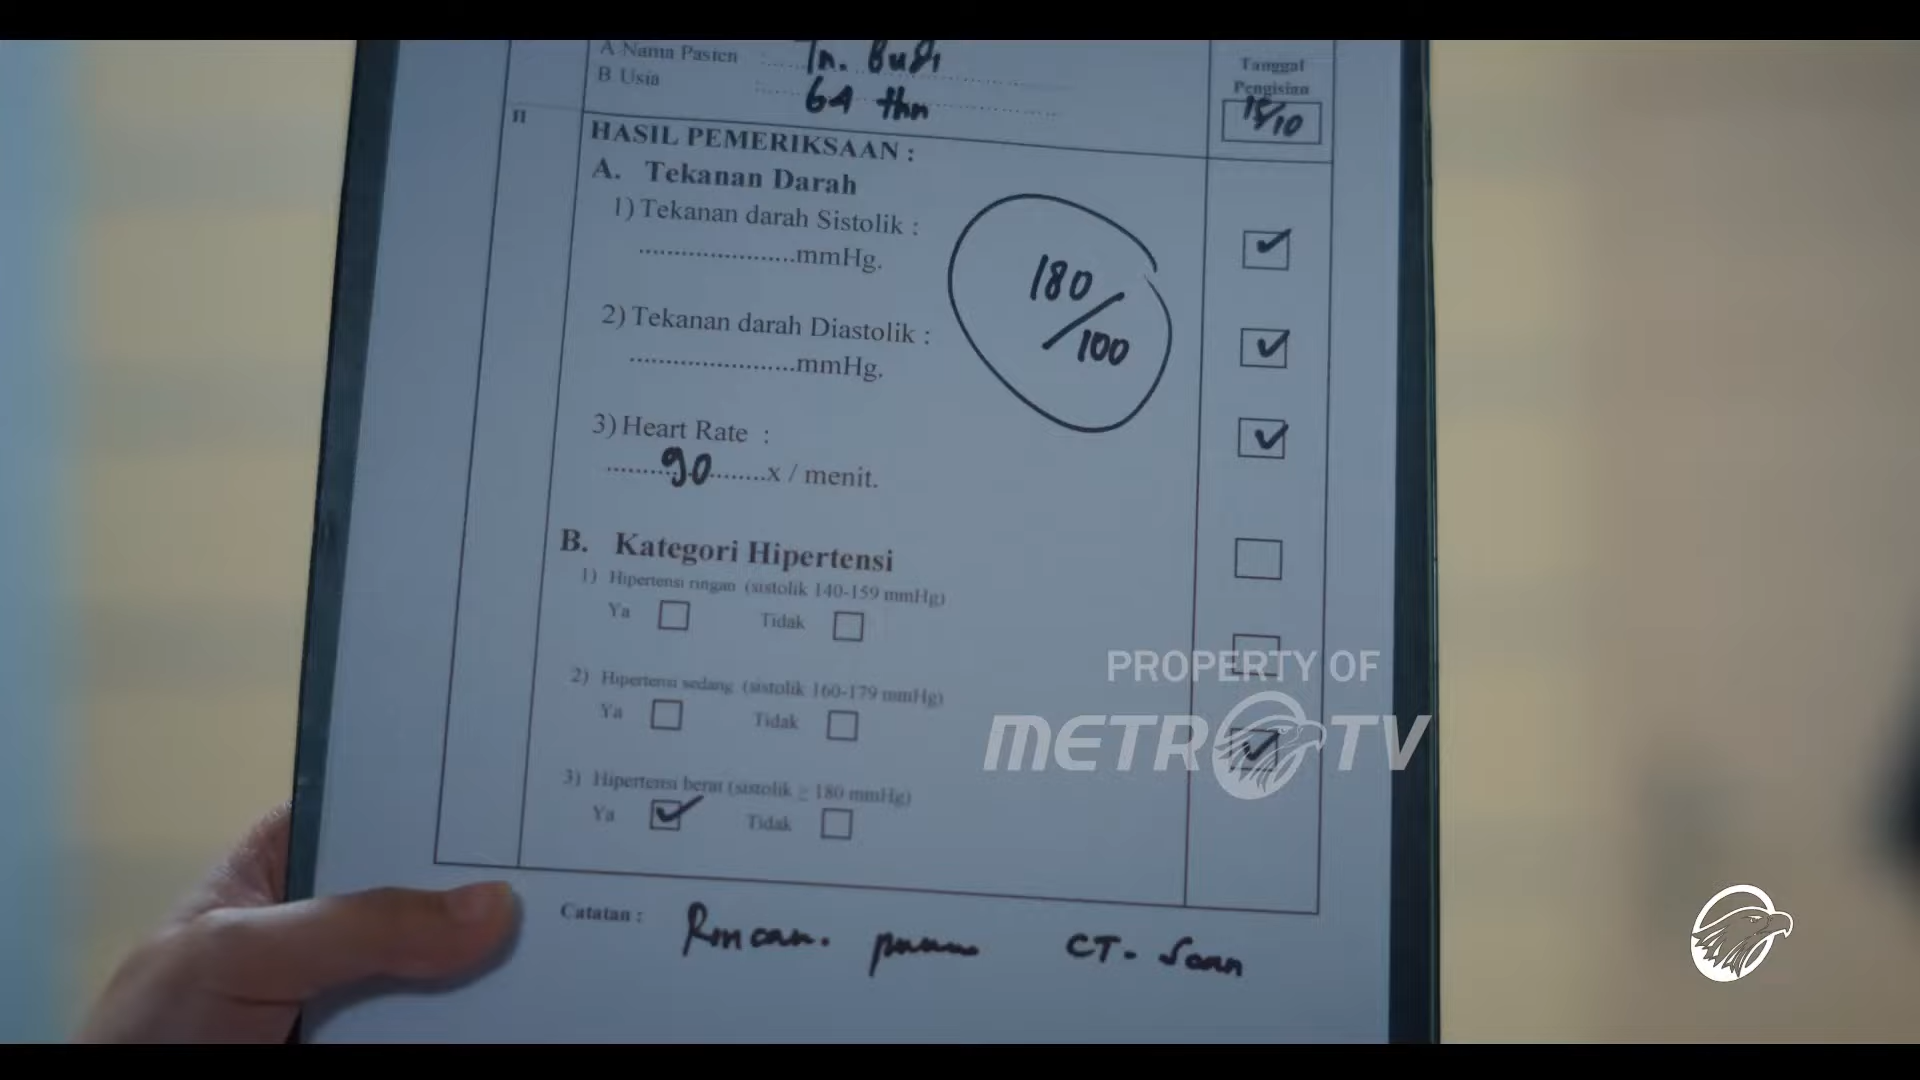 A Nama Pasien Tn. Budi
B Usia 64 thn
Tanggal
Pengisian
15/10
II
HASIL PEMERIKSAAN :
A. Tekanan Darah
1) Tekanan darah Sistolik :
......................mmHg.
180/100
2) Tekanan darah Diastolik :
.......................mmHg.
3) Heart Rate :
..........90........x / menit.
B. Kategori Hipertensi
1) Hipertensi ringan (sistolik 140-159 mmHg)
Ya Tidak
2) Hipertensi sedang (sistolik 160-179 mmHg)
Ya Tidak
3) Hipertensi berat (sistolik ≥ 180 mmHg)
Ya Tidak
Catatan : CT-Scan
PROPERTY OF
METRO TV